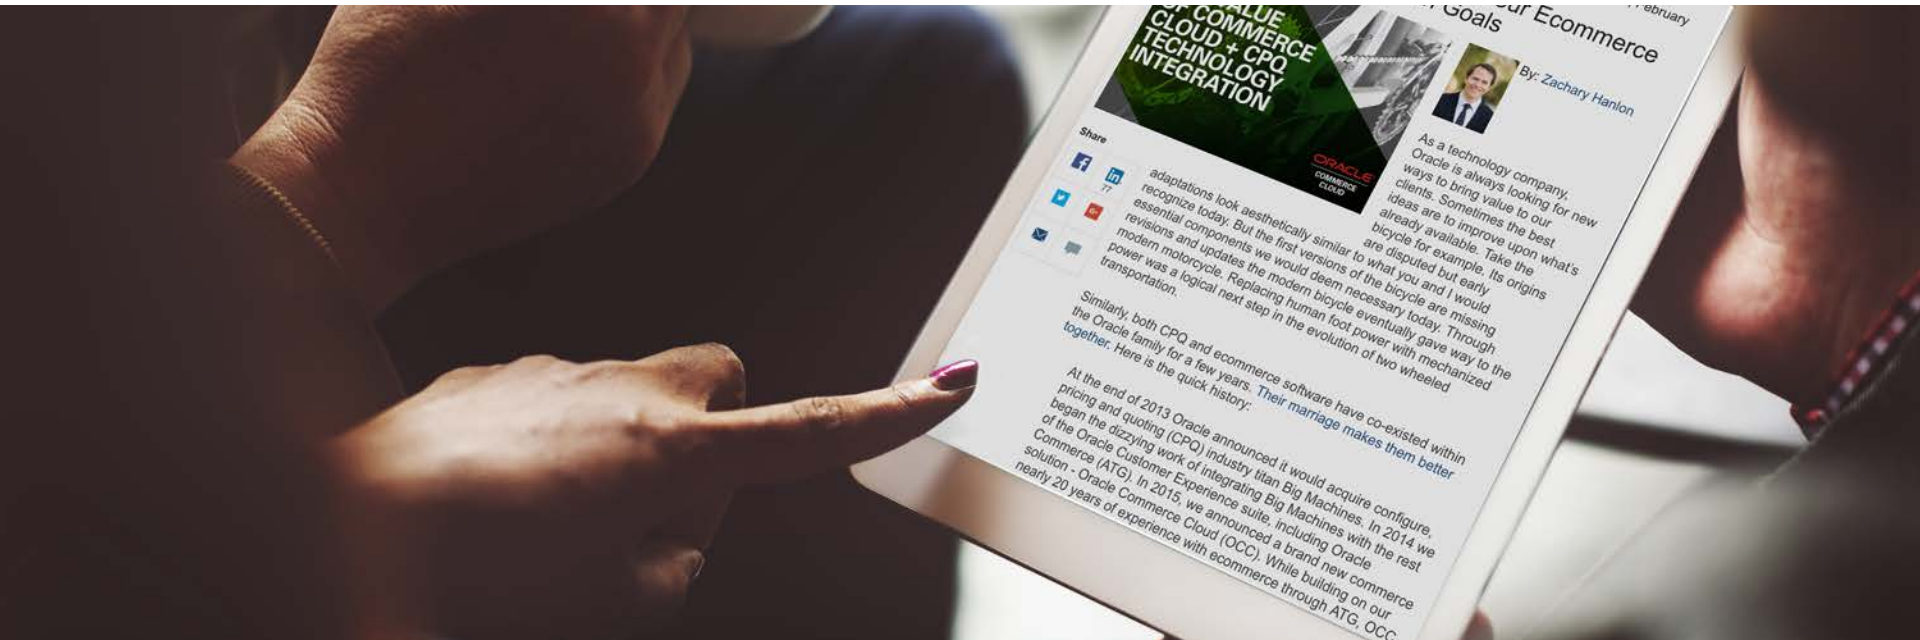 February
Ecommerce
Goals
By: Zachary Hanlon
OF COMMERCE
CLOUD + CPQ
TECHNOLOGY
INTEGRATION
ORACLE
COMMERCE
CLOUD
Share
77
As a technology company,
Oracle is always looking for new
ways to bring value to our
clients. Sometimes the best
ideas are to improve upon what's
already available. Take the
bicycle for example. Its origins
are disputed but early
adaptations look aesthetically similar to what you and I would
recognize today. But the first versions of the bicycle are missing
essential components we would deem necessary today. Through
revisions and updates the modern bicycle eventually gave way to the
modern motorcycle. Replacing human foot power with mechanized
power was a logical next step in the evolution of two wheeled
transportation.
Similarly, both CPQ and ecommerce software have co-existed within
the Oracle family for a few years. Their marriage makes them better
together. Here is the quick history:
At the end of 2013 Oracle announced it would acquire configure,
pricing and quoting (CPQ) industry titan Big Machines. In 2014 we
began the dizzying work of integrating Big Machines with the rest
of the Oracle Customer Experience suite, including Oracle
Commerce (ATG). In 2015, we announced a brand new commerce
solution - Oracle Commerce Cloud (OCC). While building on our
nearly 20 years of experience with ecommerce through ATG, OCC